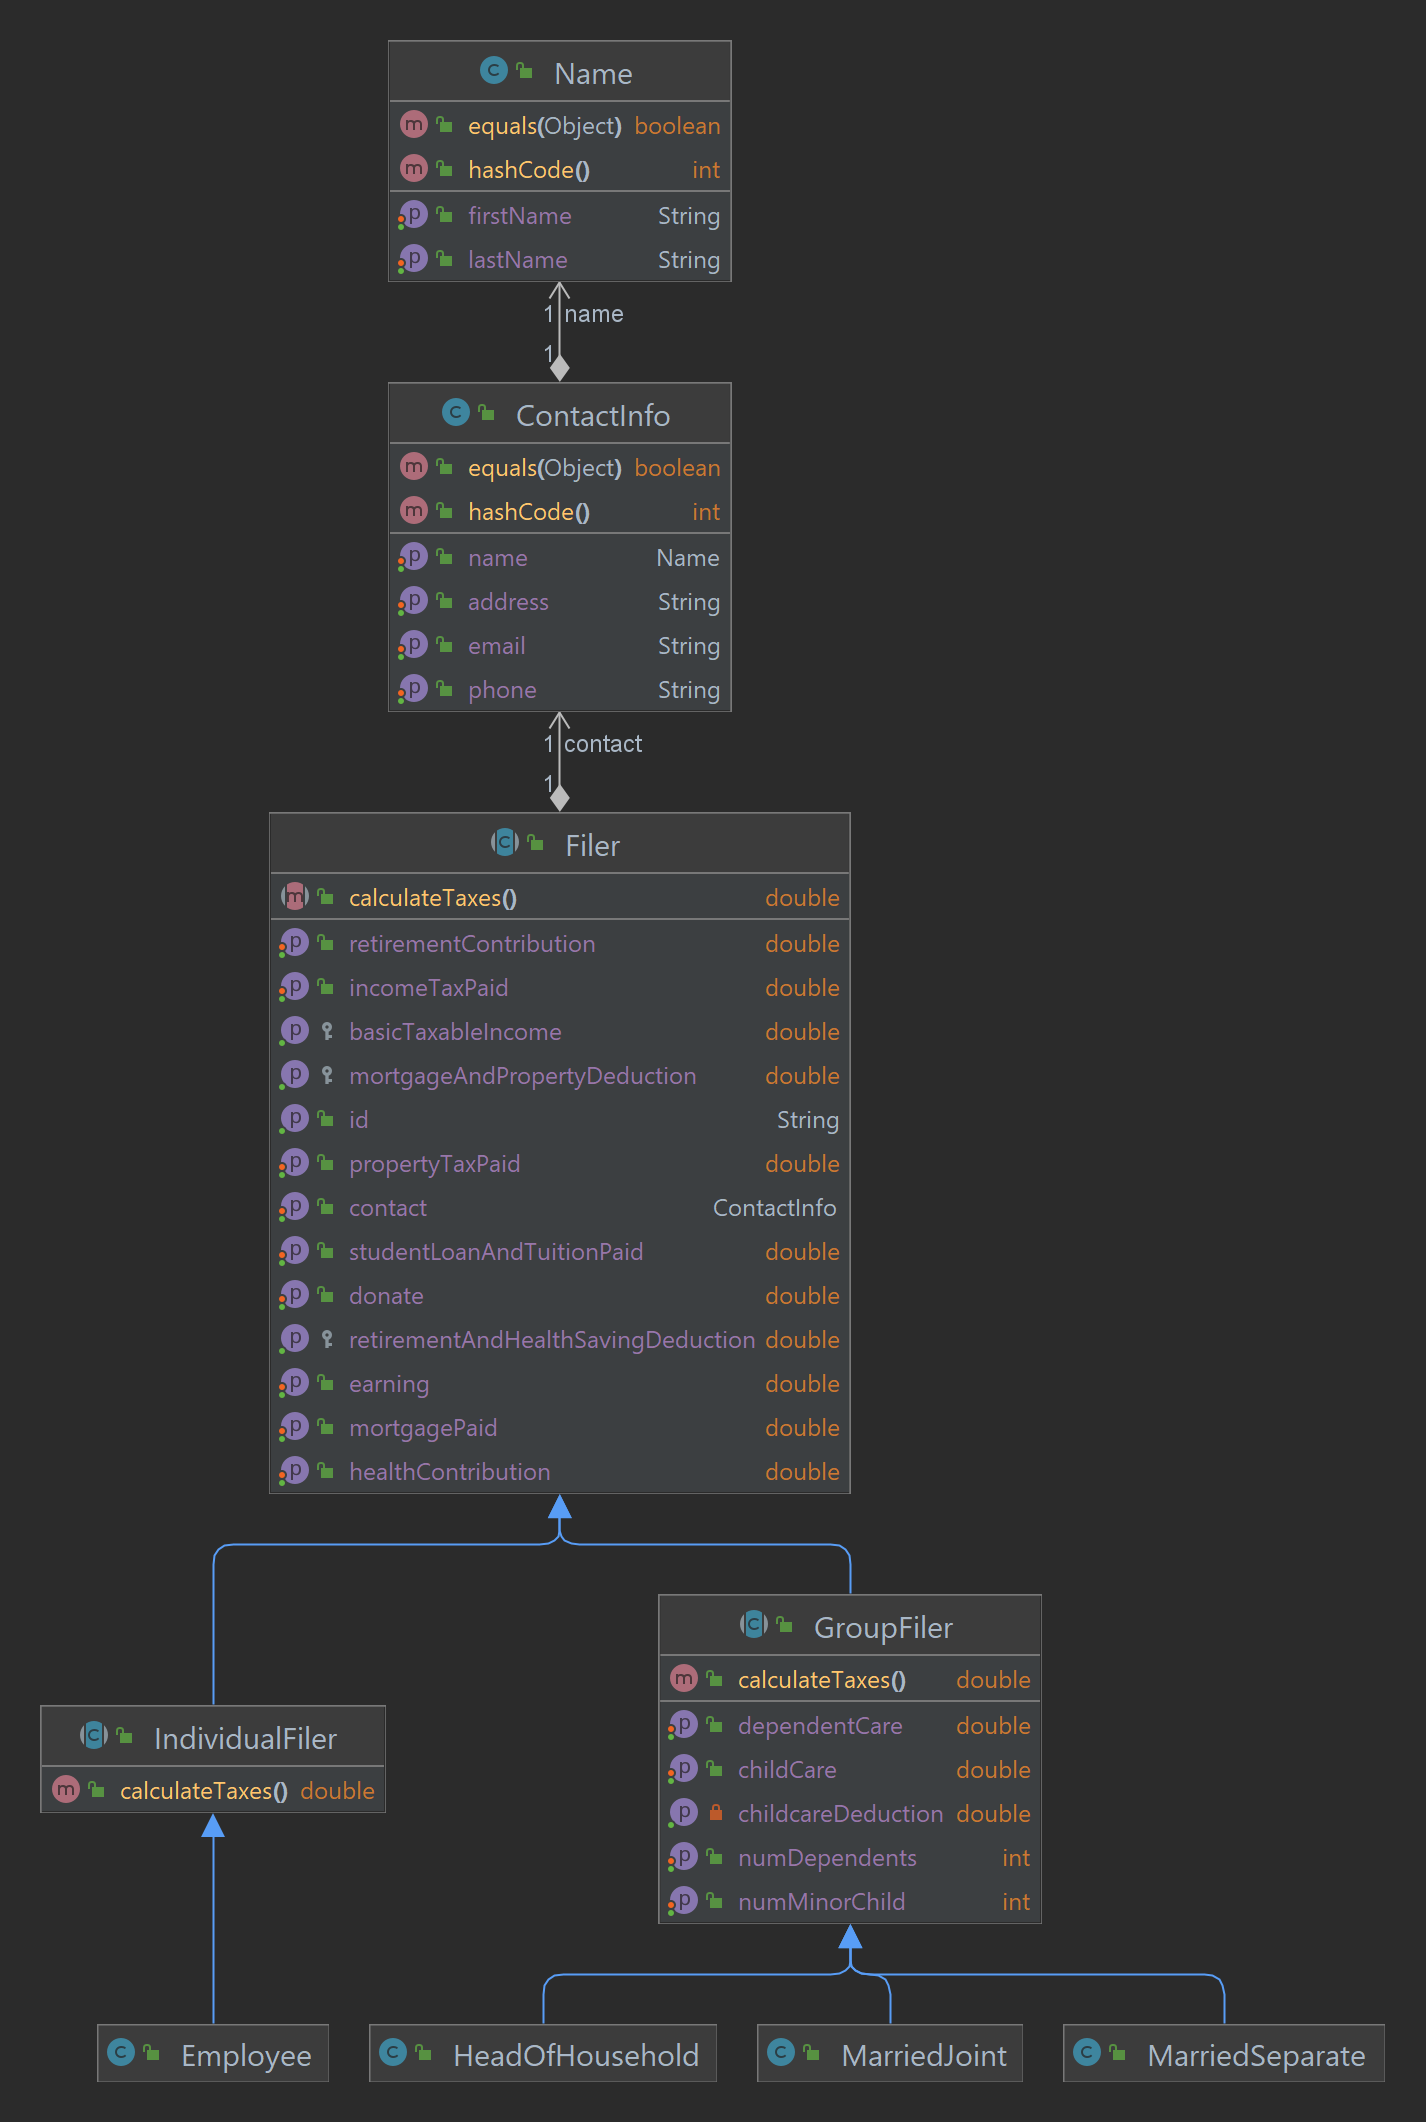 Name
equals(Object) boolean
hashCode() int
firstName String
lastName String
1 name
1
ContactInfo
equals(Object) boolean
hashCode() int
name Name
address String
email String
phone String
1 contact
1
Filer
calculateTaxes() double
retirementContribution double
incomeTaxPaid double
basicTaxableIncome double
mortgageAndPropertyDeduction double
id String
propertyTaxPaid double
contact ContactInfo
studentLoanAndTuitionPaid double
donate double
retirementAndHealthSavingDeduction double
earning double
mortgagePaid double
healthContribution double
GroupFiler
calculateTaxes() double
dependentCare double
childCare double
childcareDeduction double
numDependents int
numMinorChild int
IndividualFiler
calculateTaxes() double
Employee
HeadOfHousehold
MarriedJoint
MarriedSeparate